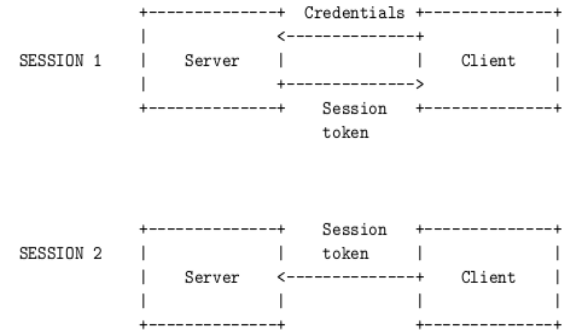 Credentials
SESSION 1 Server Client
Session
token
Session
SESSION 2 token
Server Client